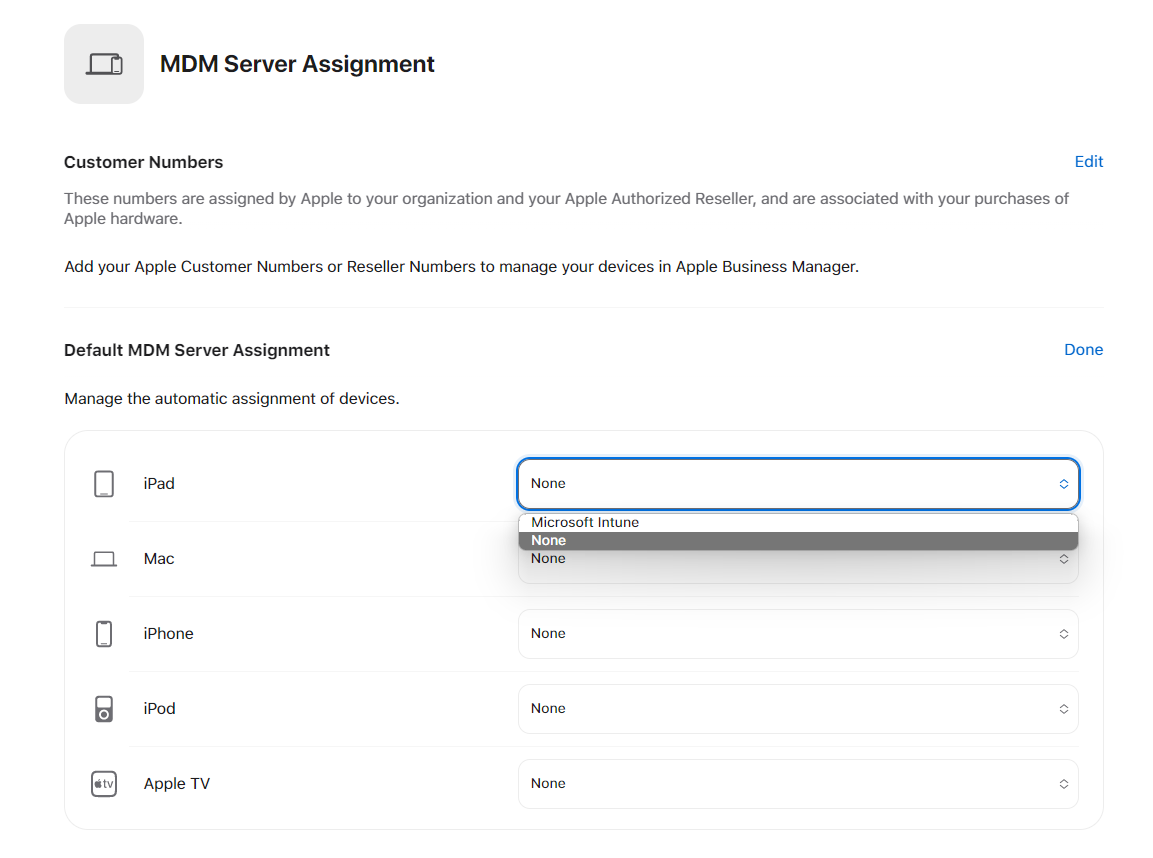 MDM Server Assignment
Customer Numbers
Edit
These numbers are assigned by Apple to your organization and your Apple Authorized Reseller, and are associated with your purchases of
Apple hardware.
Add your Apple Customer Numbers or Reseller Numbers to manage your devices in Apple Business Manager.
Default MDM Server Assignment
Done
Manage the automatic assignment of devices.
iPad
None
Microsoft Intune
None
Mac
None
iPhone
None
iPod
None
tv
Apple TV
None